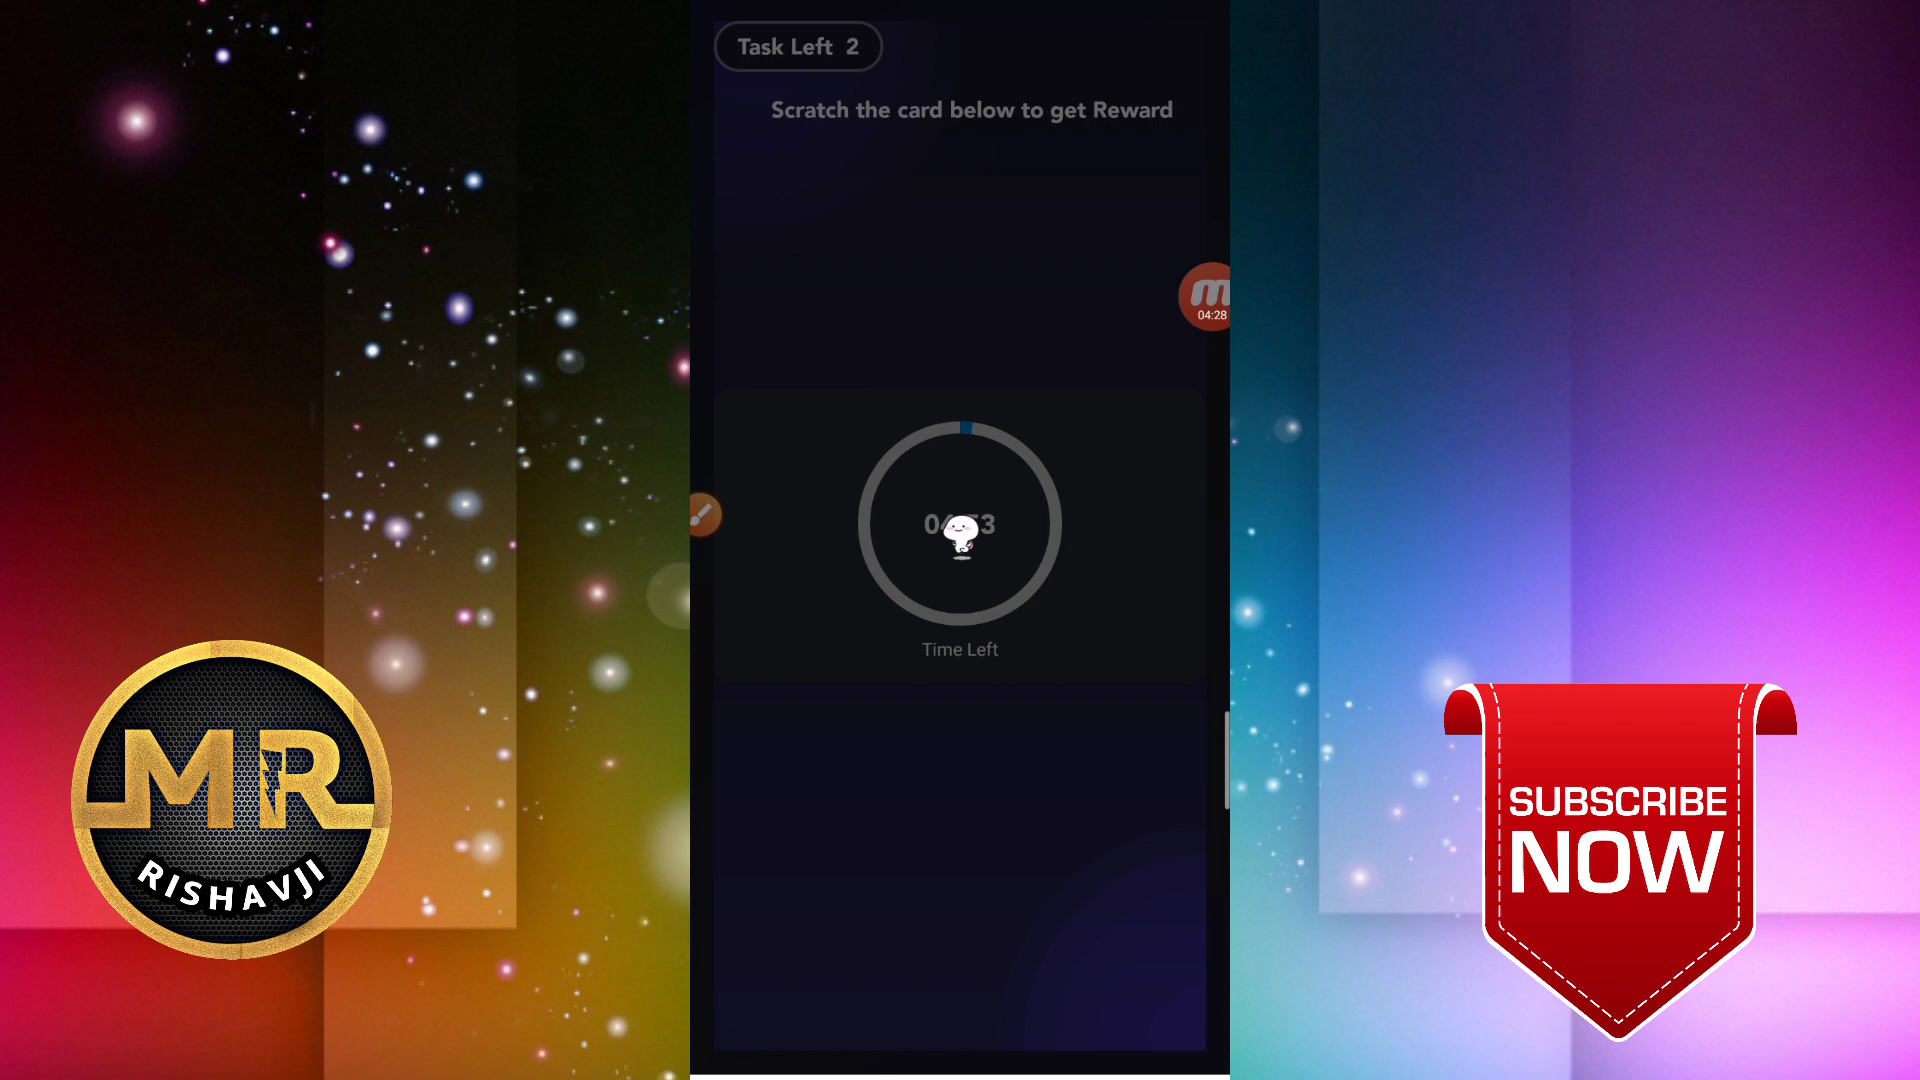 Task Left 2
Scratch the card below to get Reward
04:28
Time Left
MR
RISHAVJI
SUBSCRIBE
NOW